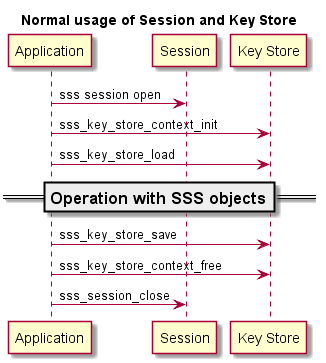 Normal usage of Session and Key Store
Application Session Key Store
sss session open
sss_key_store_context_init
sss_key_store_load
Operation with SSS objects
sss_key_store_save
sss_key_store_context_free
sss_session_close
Application Session Key Store